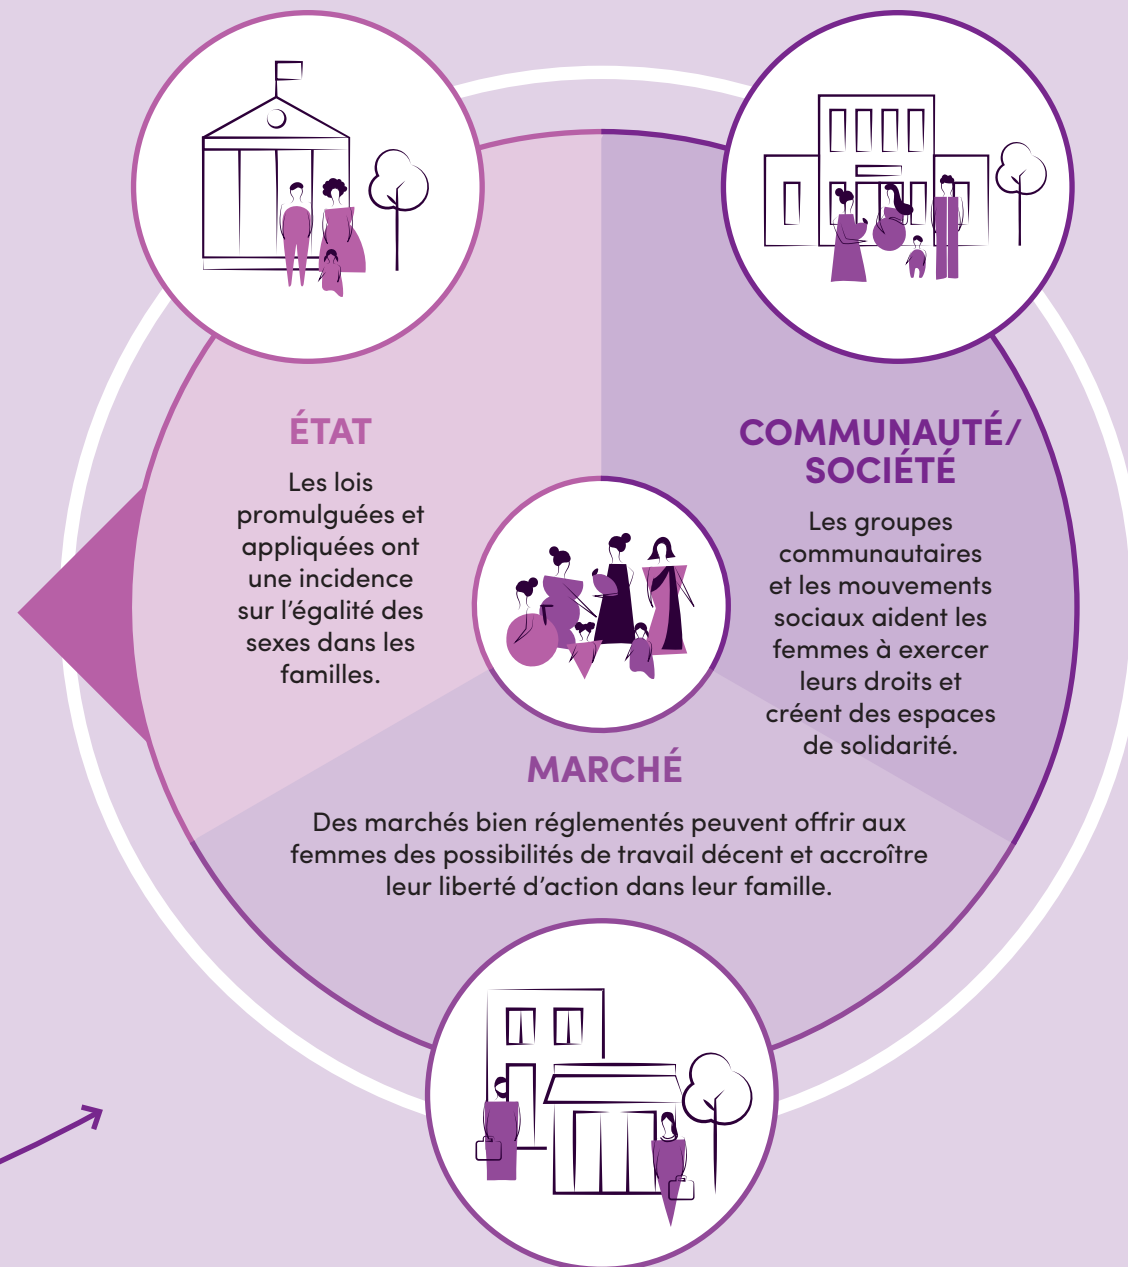 ÉTAT
Les lois
promulguées et
appliquées ont
une incidence
sur l’égalité des
sexes dans les
familles.
COMMUNAUTÉ/
SOCIÉTÉ
Les groupes
communautaires
et les mouvements
sociaux aident les
femmes à exercer
leurs droits et
créent des espaces
de solidarité.
MARCHÉ
Des marchés bien réglementés peuvent offrir aux
femmes des possibilités de travail décent et accroître
leur liberté d’action dans leur famille.